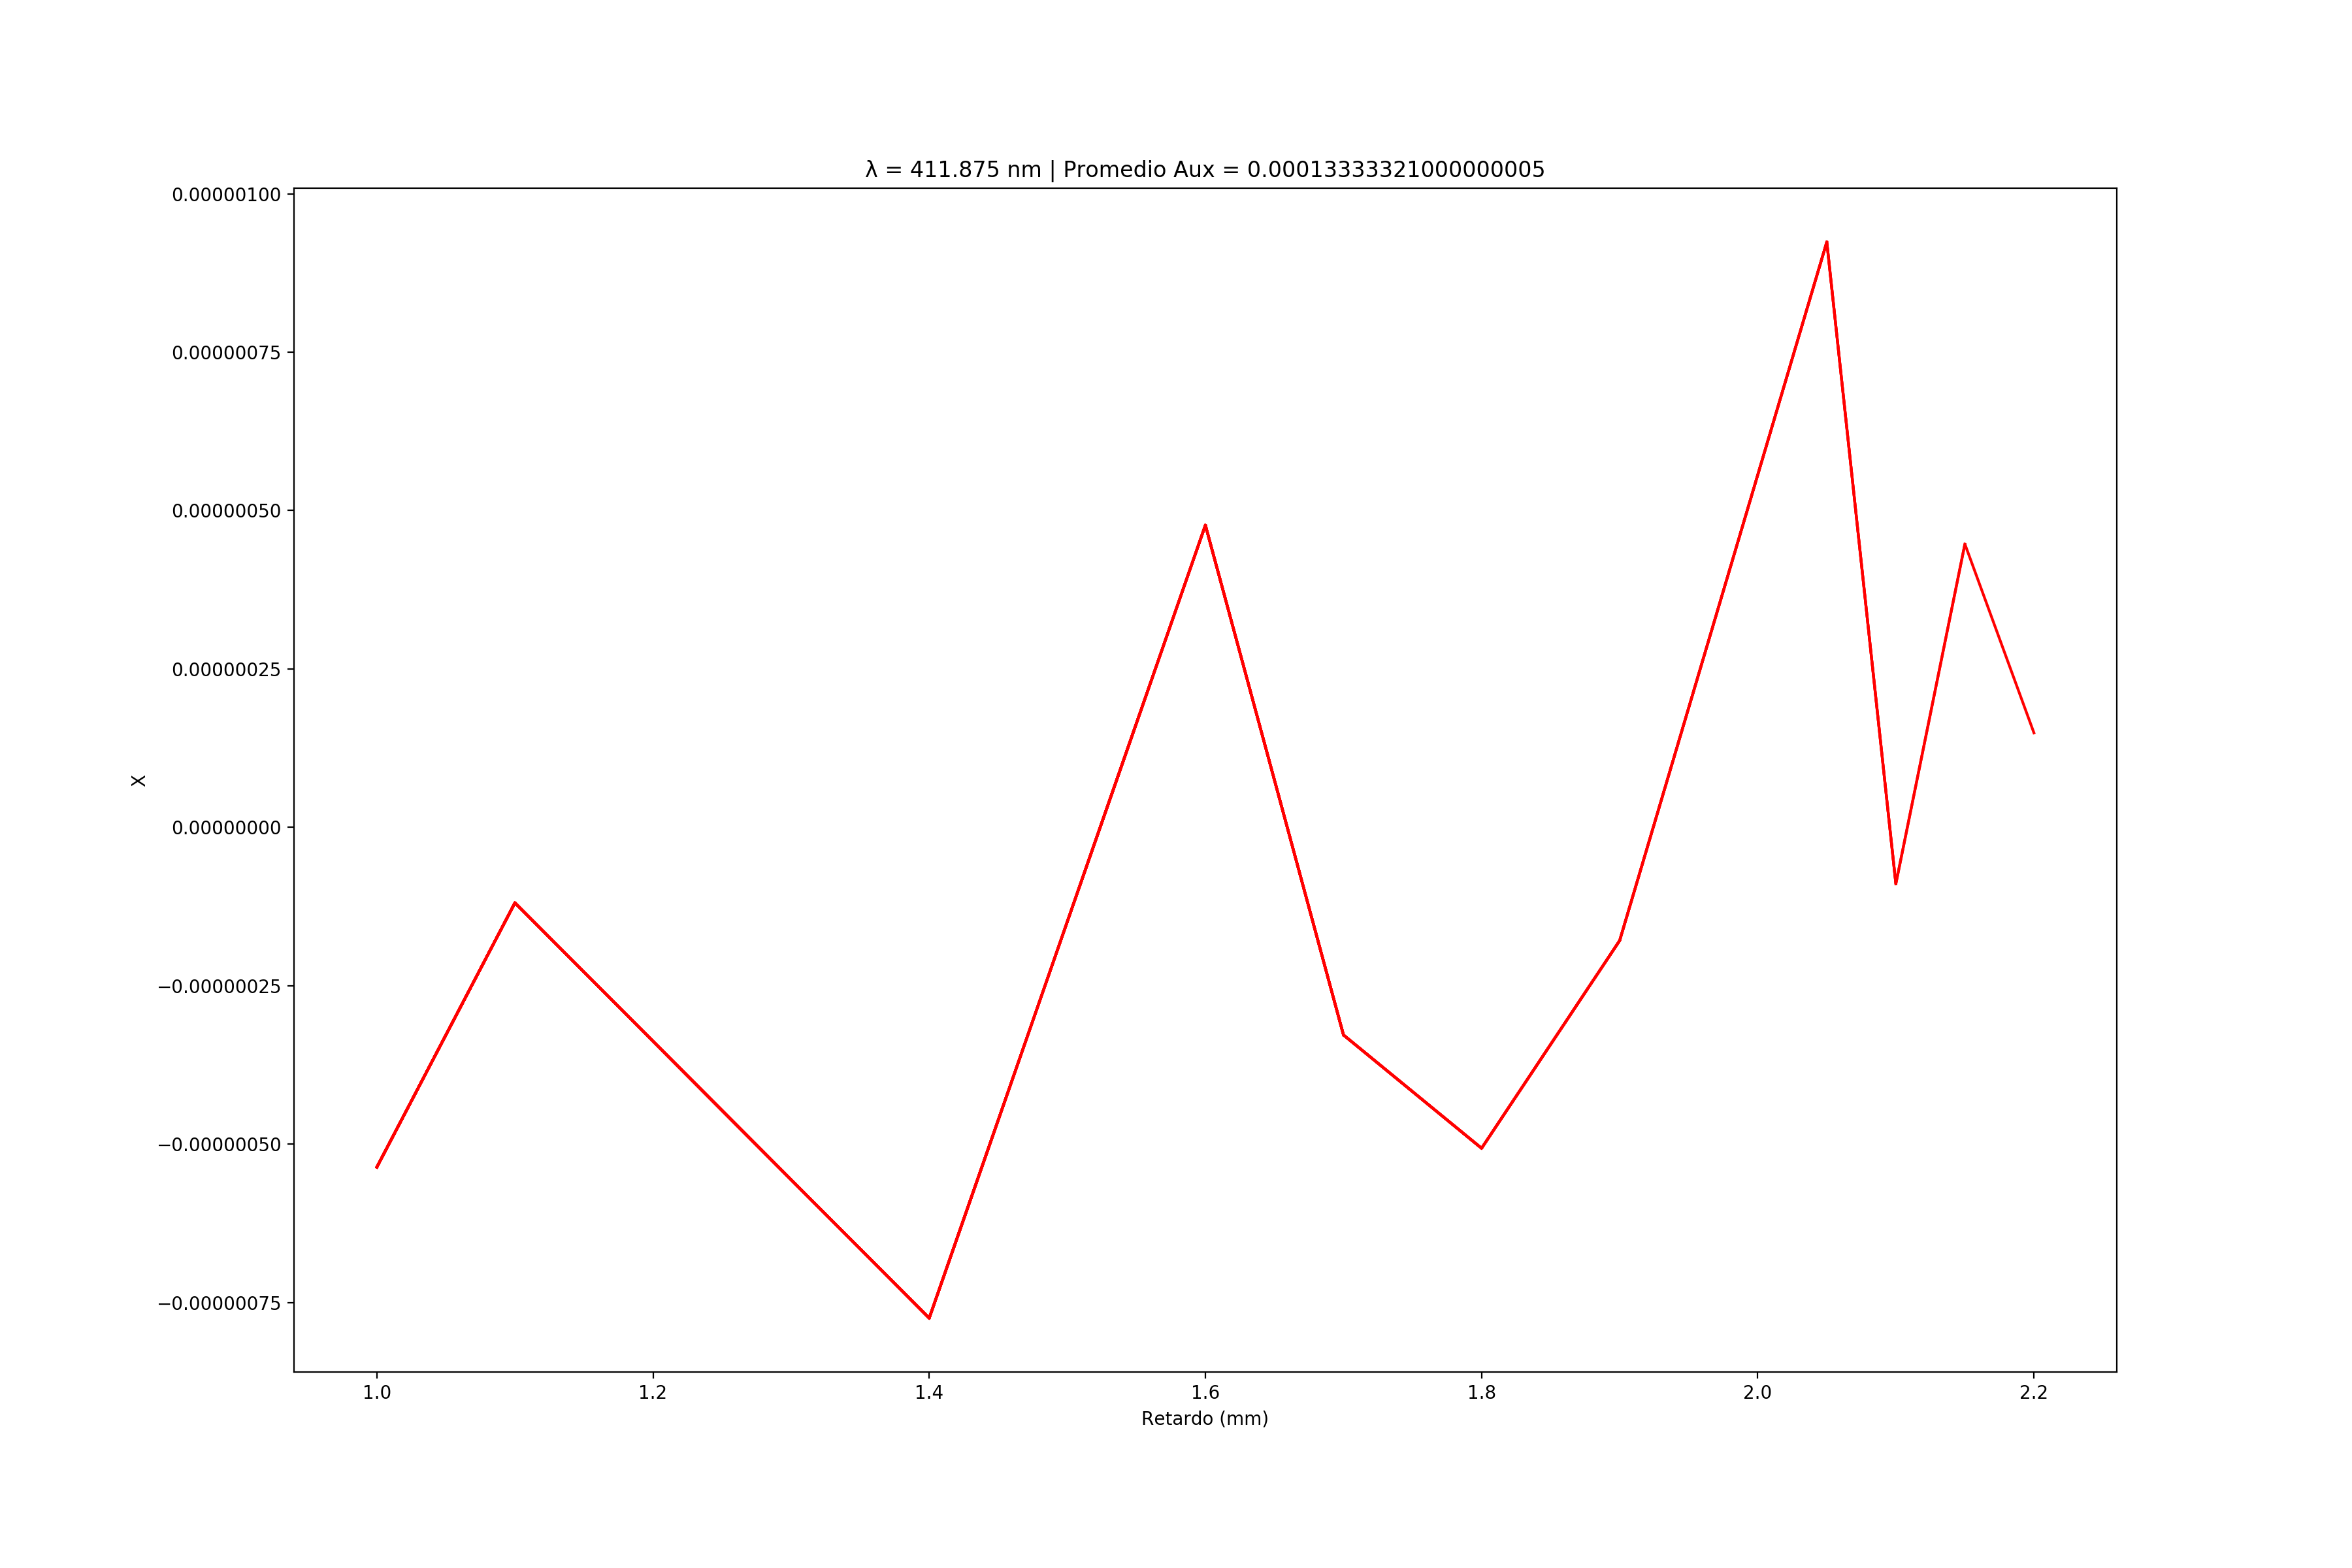 λ = 411.875 nm | Promedio Aux = 0.00013333321000000005
0.00000100
0.00000075
0.00000050
0.00000025
0.00000000
−0.00000025
−0.00000050
−0.00000075
X
1.0 1.2 1.4 1.6 1.8 2.0 2.2
Retardo (mm)